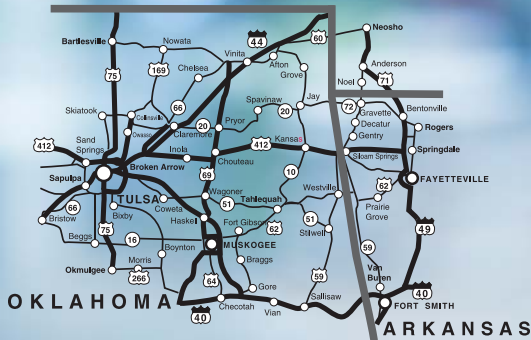 Neosho
Bartlesville
Nowata
44
60
Vinita
Afton
Grove
Anderson
75
169
Chelsea
Noel
71
66
Spavinaw
Jay
72
Gravette
Bentonville
Skiatook
Collinsville
20
20
Decatur
Rogers
Owasso
Claremore
Pryor
Gentry
412
Sand
Springs
Inola
412
Kansas
Siloam Springs
Springdale
Broken Arrow
Chouteau
Sapulpa
69
10
FAYETTEVILLE
TULSA
Wagoner
Westville
62
66
51
Tahlequah
Prairie
Grove
Bristow
75
Bixby
Coweta
Haskel
Fort Gibson
62
51
Stilwell
49
Beggs
16
MUSKOGEE
59
Boynton
Braggs
Okmulgee
Morris
266
64
Gore
59
Van
Buren
OKLAHOMA
40
Checotah
Vian
Sallisaw
FORT SMITH
40
ARKANSAS